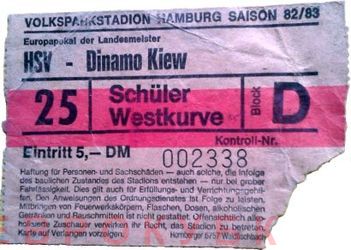 VOLKSPARKSTADION HAMBURG SAISON 82/83
Europapokal der Landesmeister
HSV - Dinamo Kiew
25 Schüler Westkurve Block D
Kontroll-Nr.
Eintritt 5,— DM 002338
Haftung für Personen- und Sachschäden — auch solche, die infolge
des baulichen Zustandes des Stadions entstehen — nur bei grober
Fahrlässigkeit. Dies gilt auch für Erfüllungs- und Verrichtungsgehil-
fen. Den Anweisungen des Ordnungsdienstes ist Folge zu leisten.
Mitbringen von Feuerwerkskörpern, Flaschen, Dosen, alkoholischen
Getränken und Rauschmitteln ist nicht gestattet. Offensichtlich alko-
holisierte Zuschauer verwirken ihr Recht, das Stadion zu betreten.
Karte auf Verlangen vorzeigen. Homberger 6757 Waldfischbach